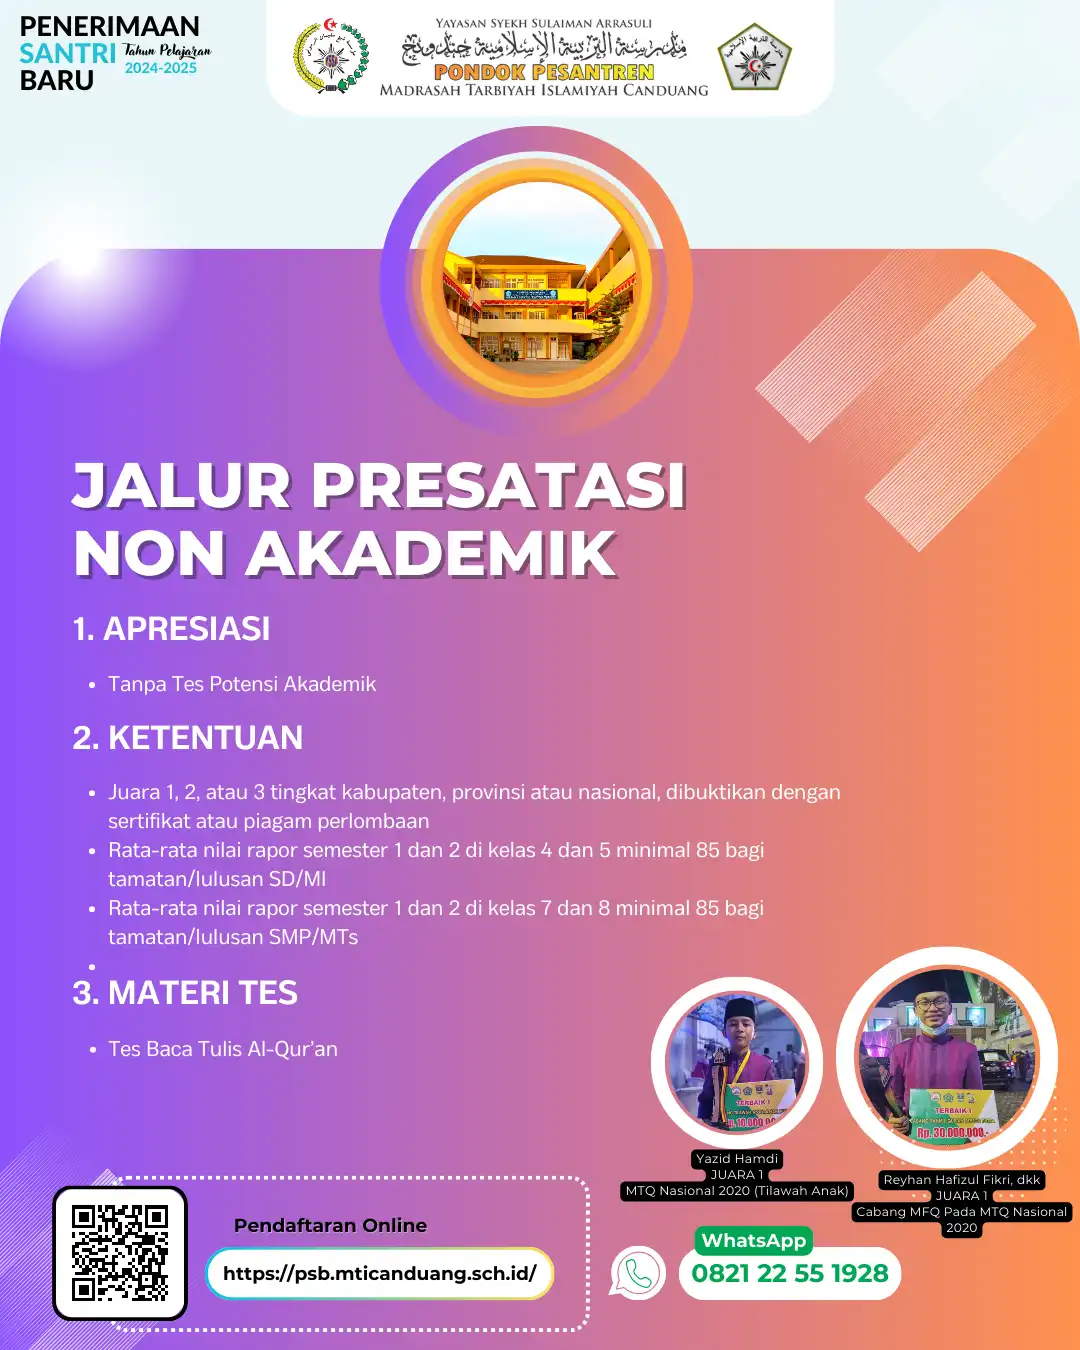 PENERIMAAN
SANTRI Tahun Pelajaran
BARU 2024-2025
YAYASAN SYEKH SULAIMAN ARRASULI
مدرسة التربية الإسلامية جندونج
PONDOK PESANTREN
MADRASAH TARBIYAH ISLAMIYAH CANDUANG
JALUR PRESATASI
NON AKADEMIK
1. APRESIASI
• Tanpa Tes Potensi Akademik
2. KETENTUAN
• Juara 1, 2, atau 3 tingkat kabupaten, provinsi atau nasional, dibuktikan dengan
sertifikat atau piagam perlombaan
• Rata-rata nilai rapor semester 1 dan 2 di kelas 4 dan 5 minimal 85 bagi
tamatan/lulusan SD/MI
• Rata-rata nilai rapor semester 1 dan 2 di kelas 7 dan 8 minimal 85 bagi
tamatan/lulusan SMP/MTs
•
3. MATERI TES
• Tes Baca Tulis Al-Qur'an
TERBAIK I
TERBAIK I
Rp. 30.000.000,-
Yazid Hamdi
JUARA 1
MTQ Nasional 2020 (Tilawah Anak)
Reyhan Hafizul Fikri, dkk
JUARA 1
Cabang MFQ Pada MTQ Nasional
2020
Pendaftaran Online
https://psb.mticanduang.sch.id/
WhatsApp
0821 22 55 1928